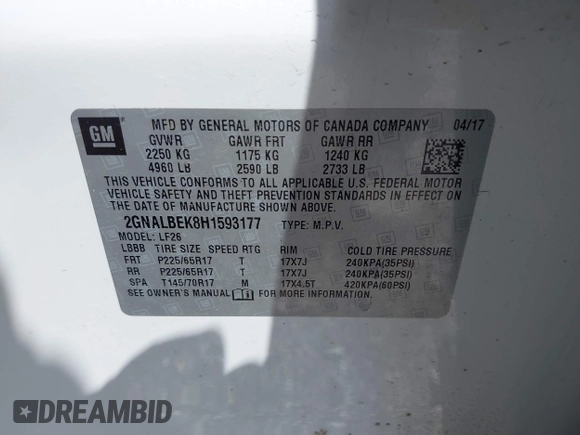 GM
MFD BY GENERAL MOTORS OF CANADA COMPANY 04/17
GVWR GAWR FRT GAWR RR
2250 KG 1175 KG 1240 KG
4960 LB 2590 LB 2733 LB
THIS VEHICLE CONFORMS TO ALL APPLICABLE U.S. FEDERAL MOTOR
VEHICLE SAFETY AND THEFT PREVENTION STANDARDS IN EFFECT ON
THE DATE OF MANUFACTURE SHOWN ABOVE.
2GNALBEK8H1593177 TYPE: M.P.V.
MODEL: LF26
LBBB TIRE SIZE SPEED RTG RIM COLD TIRE PRESSURE
FRT P225/65R17 T 17X7J 240KPA(35PSI)
RR P225/65R17 T 17X7J 240KPA(35PSI)
SPA T145/70R17 M 17X4.5T 420KPA(60PSI)
SEE OWNER'S MANUAL FOR MORE INFORMATION
DREAMBID